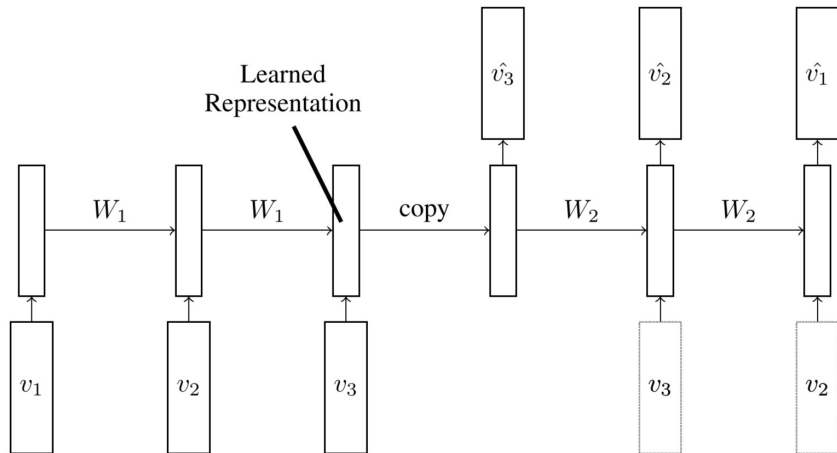 Learned
Representation
v̂₃
v̂₂
v̂₁
W₁
W₁
copy
W₂
W₂
v₁
v₂
v₃
v₃
v₂